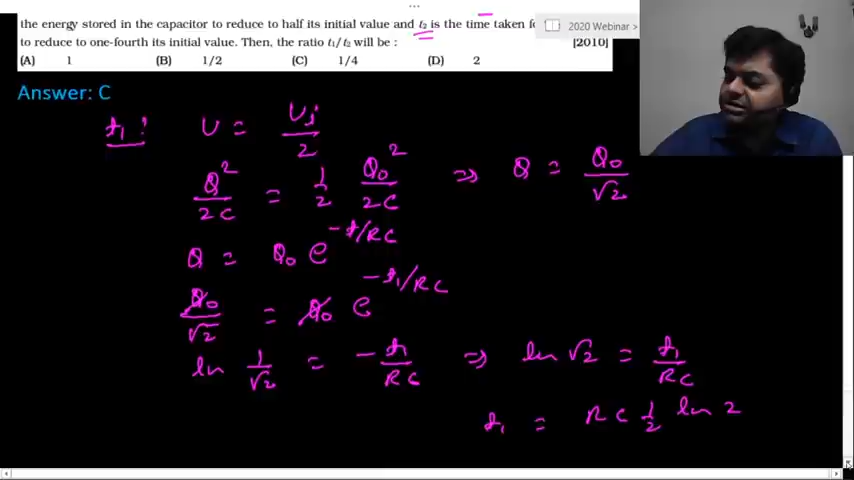 the energy stored in the capacitor to reduce to half its initial value and t₂ is the time taken fo
to reduce to one-fourth its initial value. Then, the ratio t₁/t₂ will be : [2010]
(A) 1 (B) 1/2 (C) 1/4 (D) 2
2020 Webinar
Answer: C
t₁ : U = Uᵢ/2
Q²/2C = 1/2 Q₀²/2C ⇒ Q = Q₀/√2
Q = Q₀ e^(-t/RC)
Q₀/√2 = Q₀ e^(-t₁/RC)
ln 1/√2 = -t₁/RC ⇒ ln √2 = t₁/RC
t₁ = RC 1/2 ln 2